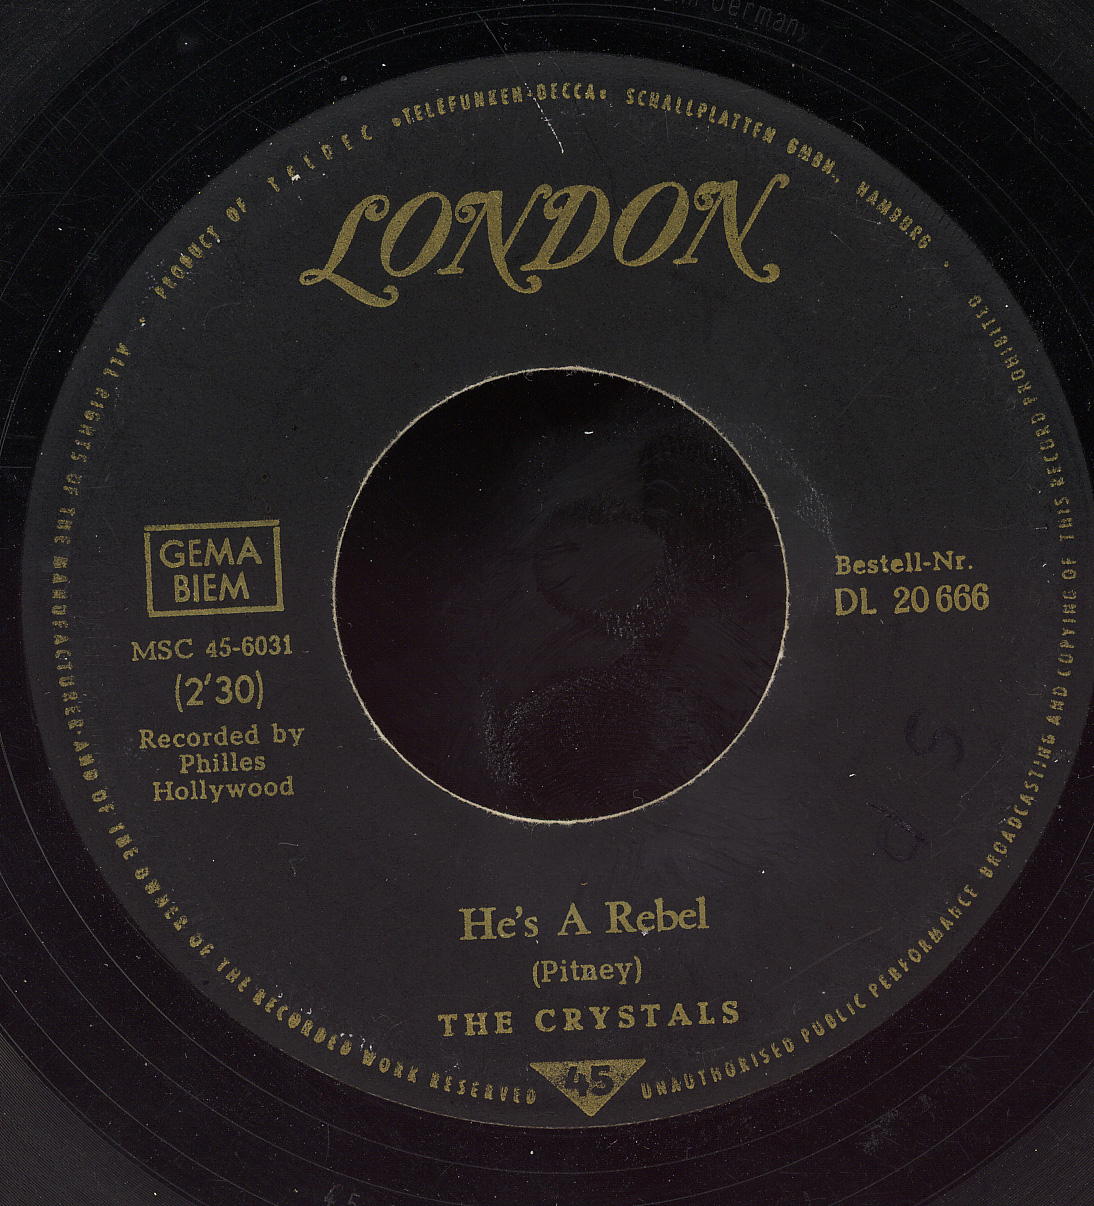 Germany
PRODUCT OF TELDEC »TELEFUNKEN-DECCA« SCHALLPLATTEN GMBH., HAMBURG
LONDON
GEMA
BIEM
MSC 45-6031
(2'30)
Recorded by
Philles
Hollywood
Bestell-Nr.
DL 20 666
He's A Rebel
(Pitney)
THE CRYSTALS
45
ALL RIGHTS OF THE MANUFACTURER AND OF THE OWNER OF THE RECORDED WORK RESERVED
UNAUTHORISED PUBLIC PERFORMANCE BROADCASTING AND COPYING OF THIS RECORD PROHIBITED